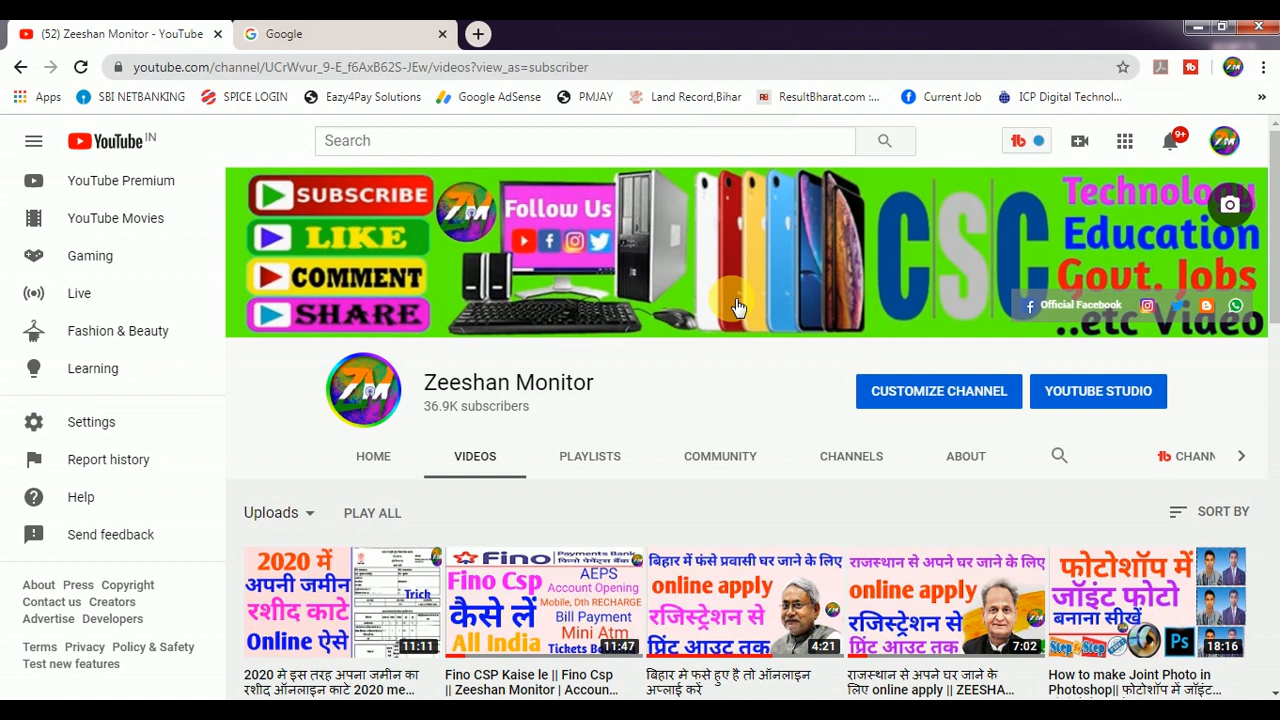 (52) Zeeshan Monitor - YouTube
Google
youtube.com/channel/UCrWvur_9-E_f6AxB62S-JEw/videos?view_as=subscriber
Apps SBI NETBANKING SPICE LOGIN Eazy4Pay Solutions Google AdSense PMJAY Land Record,Bihar ResultBharat.com :... Current Job ICP Digital Technol...
YouTube IN
Search
9+
YouTube Premium
YouTube Movies
Gaming
Live
Fashion & Beauty
Learning
Settings
Report history
Help
Send feedback
About Press Copyright
Contact us Creators
Advertise Developers
Terms Privacy Policy & Safety
Test new features
SUBSCRIBE
LIKE
COMMENT
SHARE
ZM
Follow Us
CSC
Technology
Education
Govt. Jobs
..etc Video
Official Facebook
Zeeshan Monitor
36.9K subscribers
CUSTOMIZE CHANNEL
YOUTUBE STUDIO
HOME VIDEOS PLAYLISTS COMMUNITY CHANNELS ABOUT CHANN
Uploads PLAY ALL
SORT BY
2020 में
अपनी जमीन
रशीद काटे
Online ऐसे
Trick
11:11
2020 में इस तरह अपना जमीन का
रशीद ऑनलाइन काटे 2020 me...
Fino Payments Bank
Fino Csp
कैसे लें
All India
AEPS
Account Opening
Mobile, Dth RECHARGE
Bill Payment
Mini Atm
11:47
Fino CSP Kaise le || Fino Csp
|| Zeeshan Monitor | Accoun...
बिहार में फंसे प्रवासी घर जाने के लिए
online apply
रजिस्ट्रेशन से
प्रिंट आउट तक
4:21
बिहार में फसे हुए है तो ऑनलाइन
अप्लाई करें
राजस्थान से अपने घर जाने के लिए
online apply
रजिस्ट्रेशन से
प्रिंट आउट तक
7:02
राजस्थान से अपने घर जाने के
लिए online apply || ZEESHA...
फोटोशॉप में
जॉइंट फोटो
बनाना सीखें
Step by Step
Ps
18:16
How to make Joint Photo in
Photoshop|| फोटोशॉप में जॉइंट...